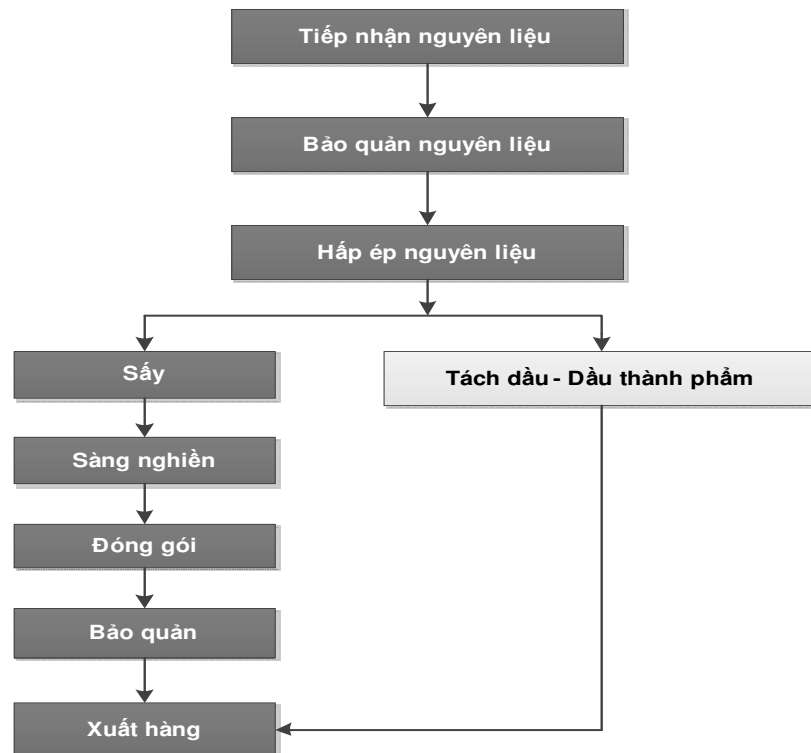 Tiếp nhận nguyên liệu
Bảo quản nguyên liệu
Hấp ép nguyên liệu
Sấy
Tách dầu - Dầu thành phẩm
Sàng nghiền
Đóng gói
Bảo quản
Xuất hàng